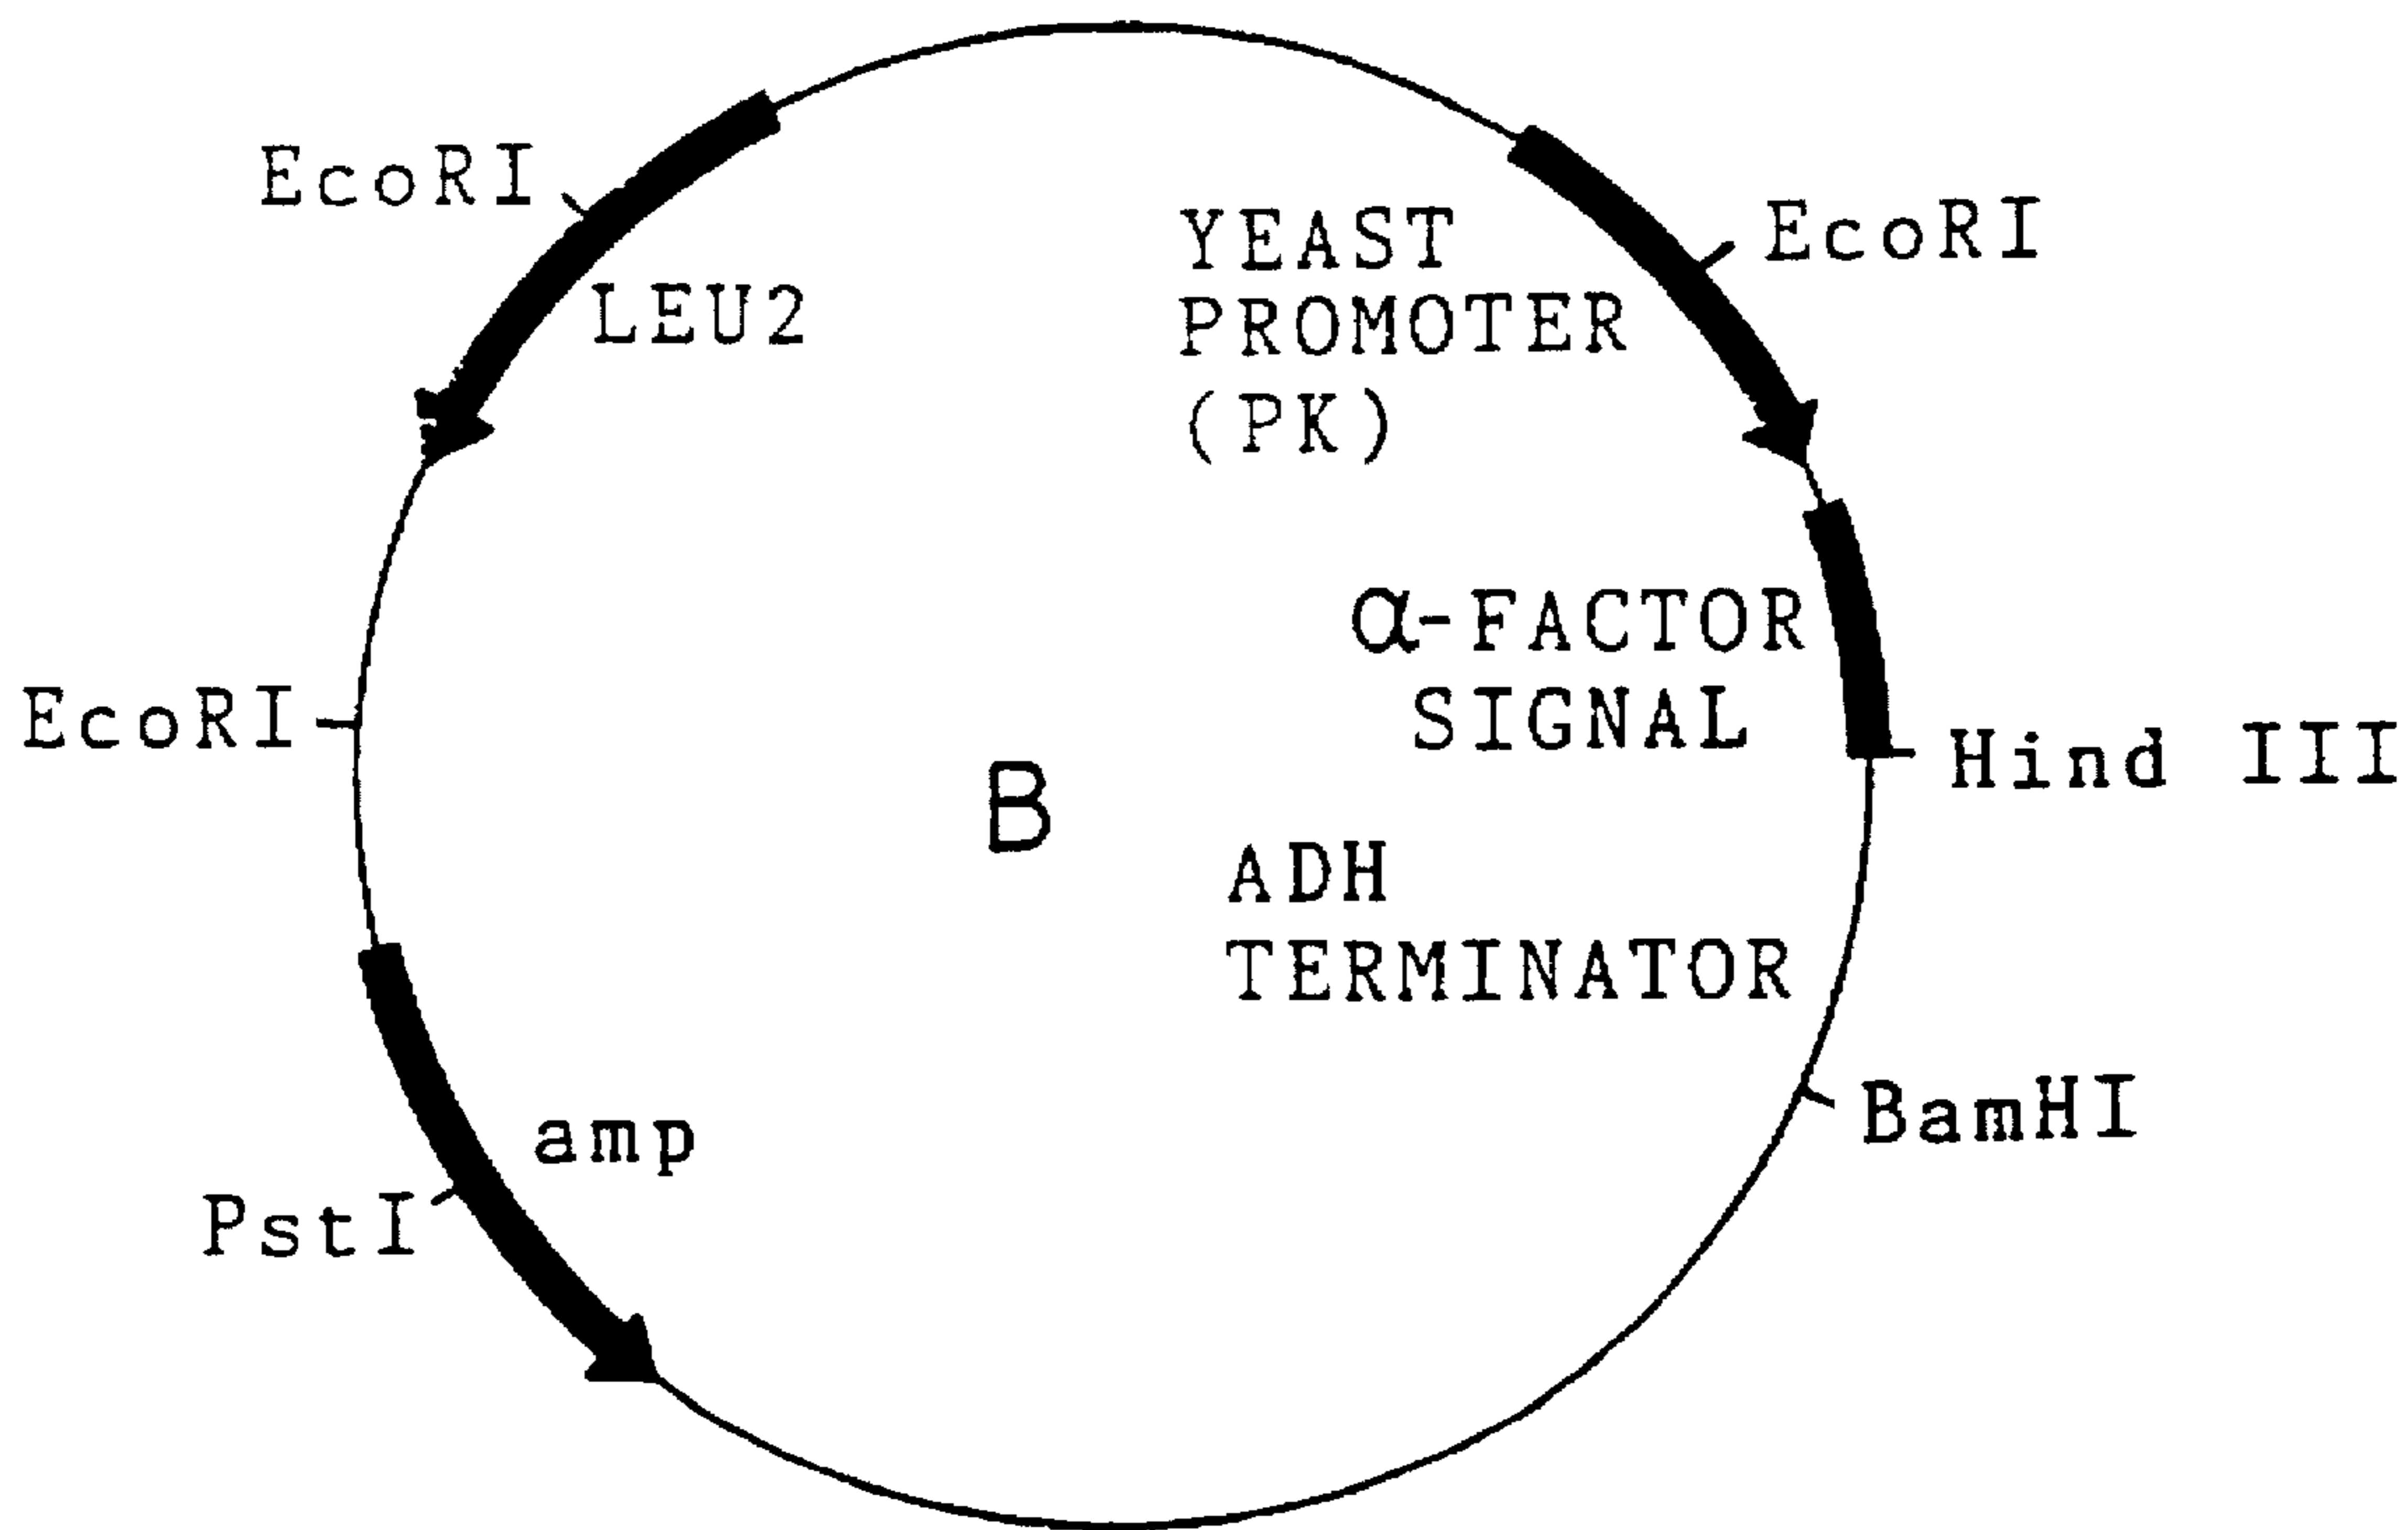 EcoRI
YEAST
PROMOTER
(PK)
EcoRI
LEU2
α-FACTOR
SIGNAL
EcoRI
Hind III
B
ADH
TERMINATOR
BamHI
amp
PstI